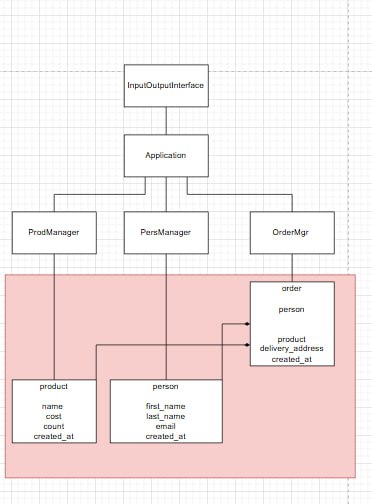 InputOutputInterface
Application
ProdManager
PersManager
OrderMgr
order
person
product
delivery_address
created_at
product
name
cost
count
created_at
person
first_name
last_name
email
created_at